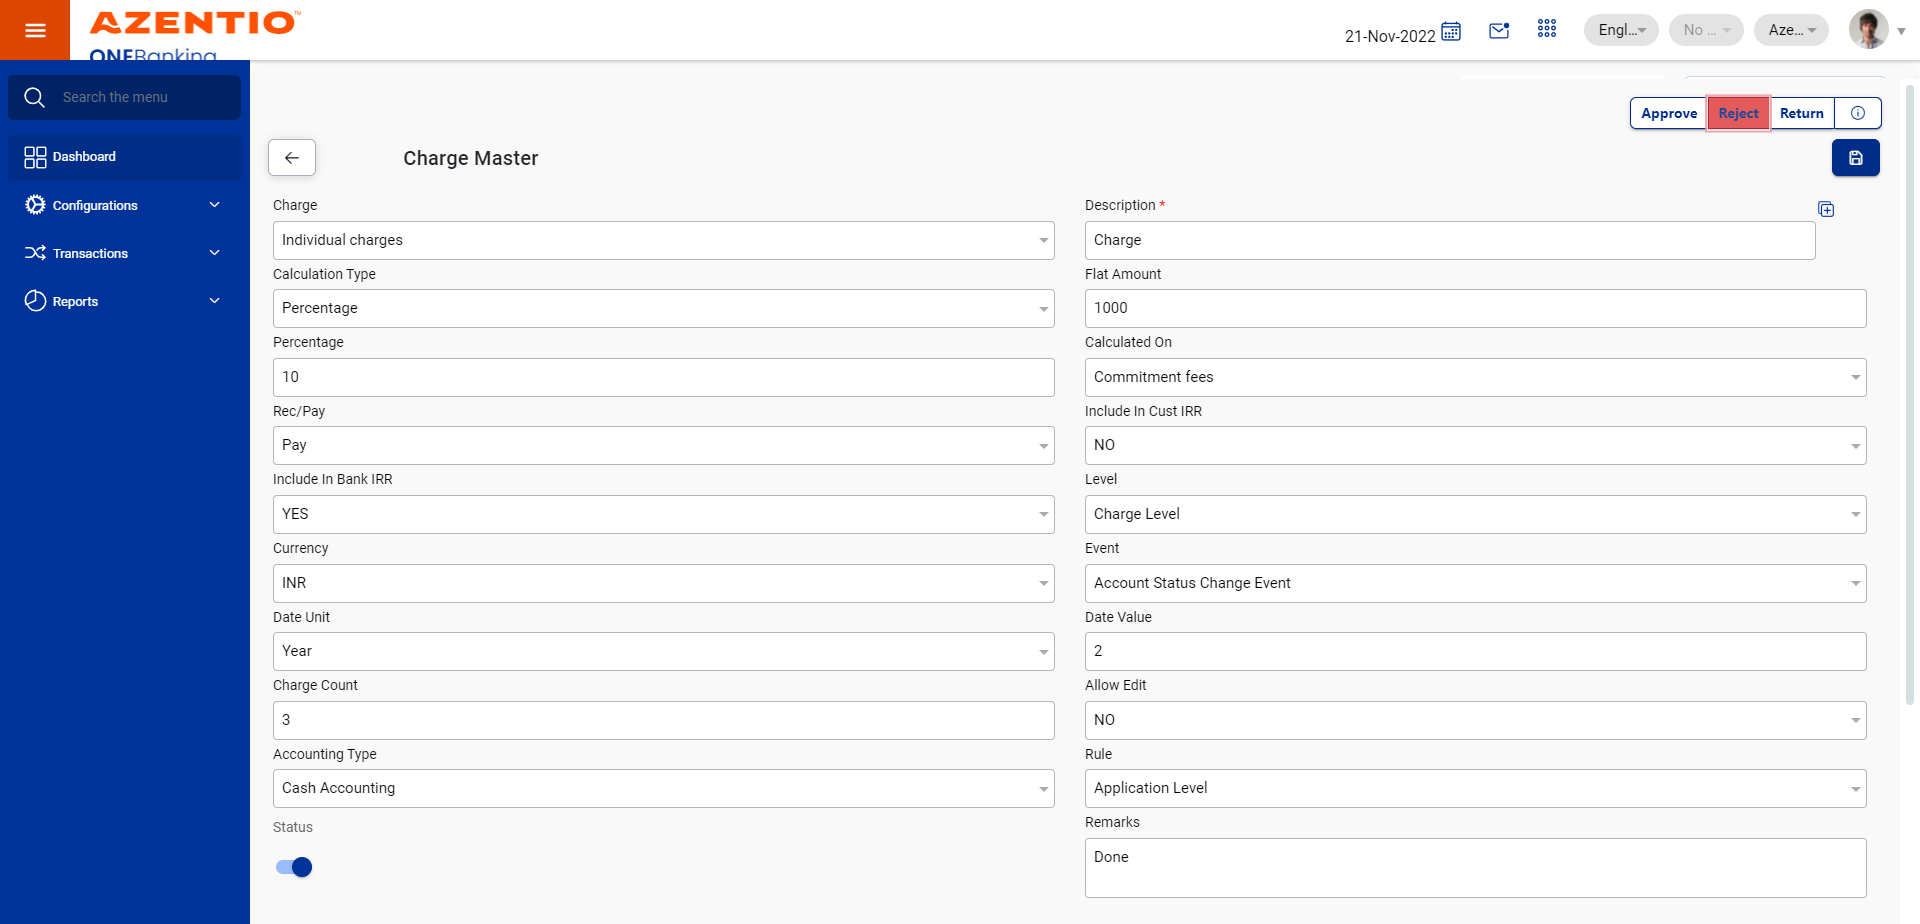 AZENTIO™
ONEBanking
21-Nov-2022
Engl...
No ...
Aze...
Search the menu
Dashboard
Configurations
Transactions
Reports
Approve
Reject
Return
Charge Master
Charge
Individual charges
Description *
Charge
Calculation Type
Percentage
Flat Amount
1000
Percentage
10
Calculated On
Commitment fees
Rec/Pay
Pay
Include In Cust IRR
NO
Include In Bank IRR
YES
Level
Charge Level
Currency
INR
Event
Account Status Change Event
Date Unit
Year
Date Value
2
Charge Count
3
Allow Edit
NO
Accounting Type
Cash Accounting
Rule
Application Level
Status
Remarks
Done